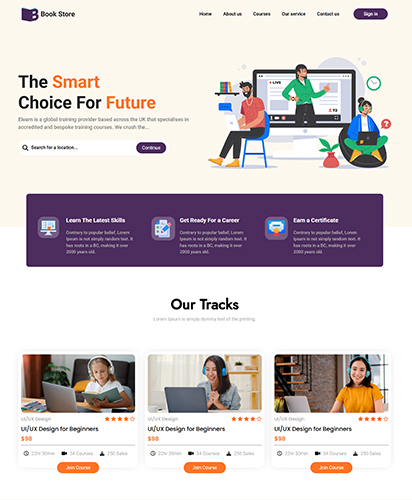 Book Store
Home About us Courses Our service Contact us Sign in
The Smart
Choice For Future
Elearn is a global training provider based across the UK that specialises in
accredited and bespoke training courses. We crush the...
Search for a location...
Continue
LIVE
73
?
Learn The Latest Skills
Contrary to popular belief, Lorem
Ipsum is not simply random text. It
has roots in a BC, making it over
2000 years old.
Get Ready For a Career
Contrary to popular belief, Lorem
Ipsum is not simply random text. It
has roots in a BC, making it over
2000 years old.
Earn a Certificate
Contrary to popular belief, Lorem
Ipsum is not simply random text. It
has roots in a BC, making it over
2000 years old.
Our Tracks
Lorem Ipsum is simply dummy text of the printing.
UI/UX Design
UI/UX Design for Beginners
$98
22hr 30min 34 Courses 250 Sales
Join Course
UI/UX Design
UI/UX Design for Beginners
$98
22hr 30min 34 Courses 250 Sales
Join Course
UI/UX Design
UI/UX Design for Beginners
$98
22hr 30min 34 Courses 250 Sales
Join Course